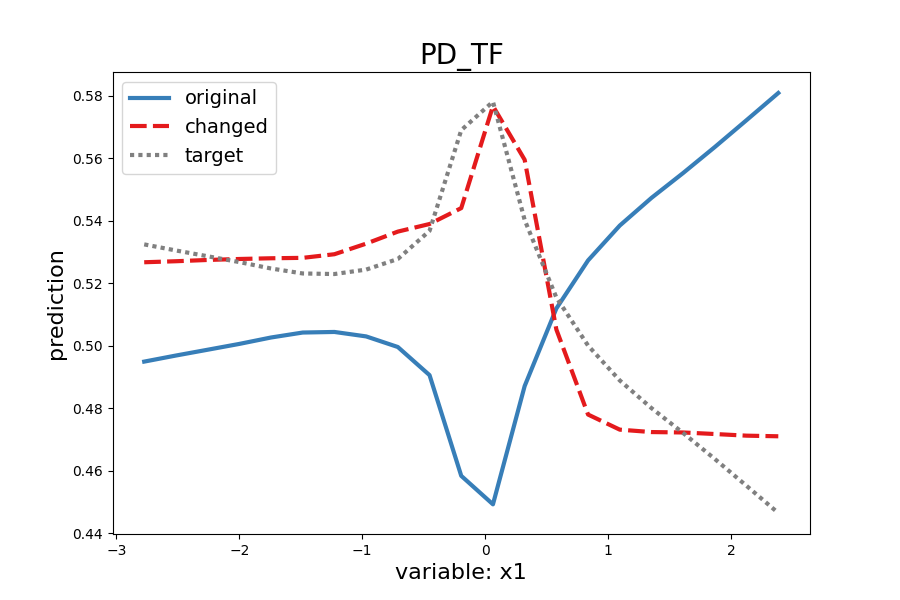 PD_TF
original
changed
target
prediction
0.58
0.56
0.54
0.52
0.50
0.48
0.46
0.44
−3
−2
−1
0
1
2
variable: x1